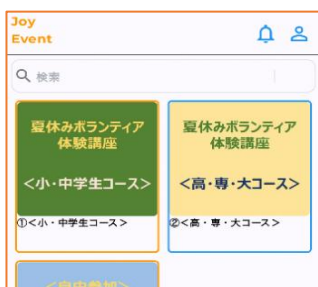 Joy
Event
検索
夏休みボランティア
体験講座
<小・中学生コース>
①<小・中学生コース>
夏休みボランティア
体験講座
<高・専・大コース>
②<高・専・大コース>